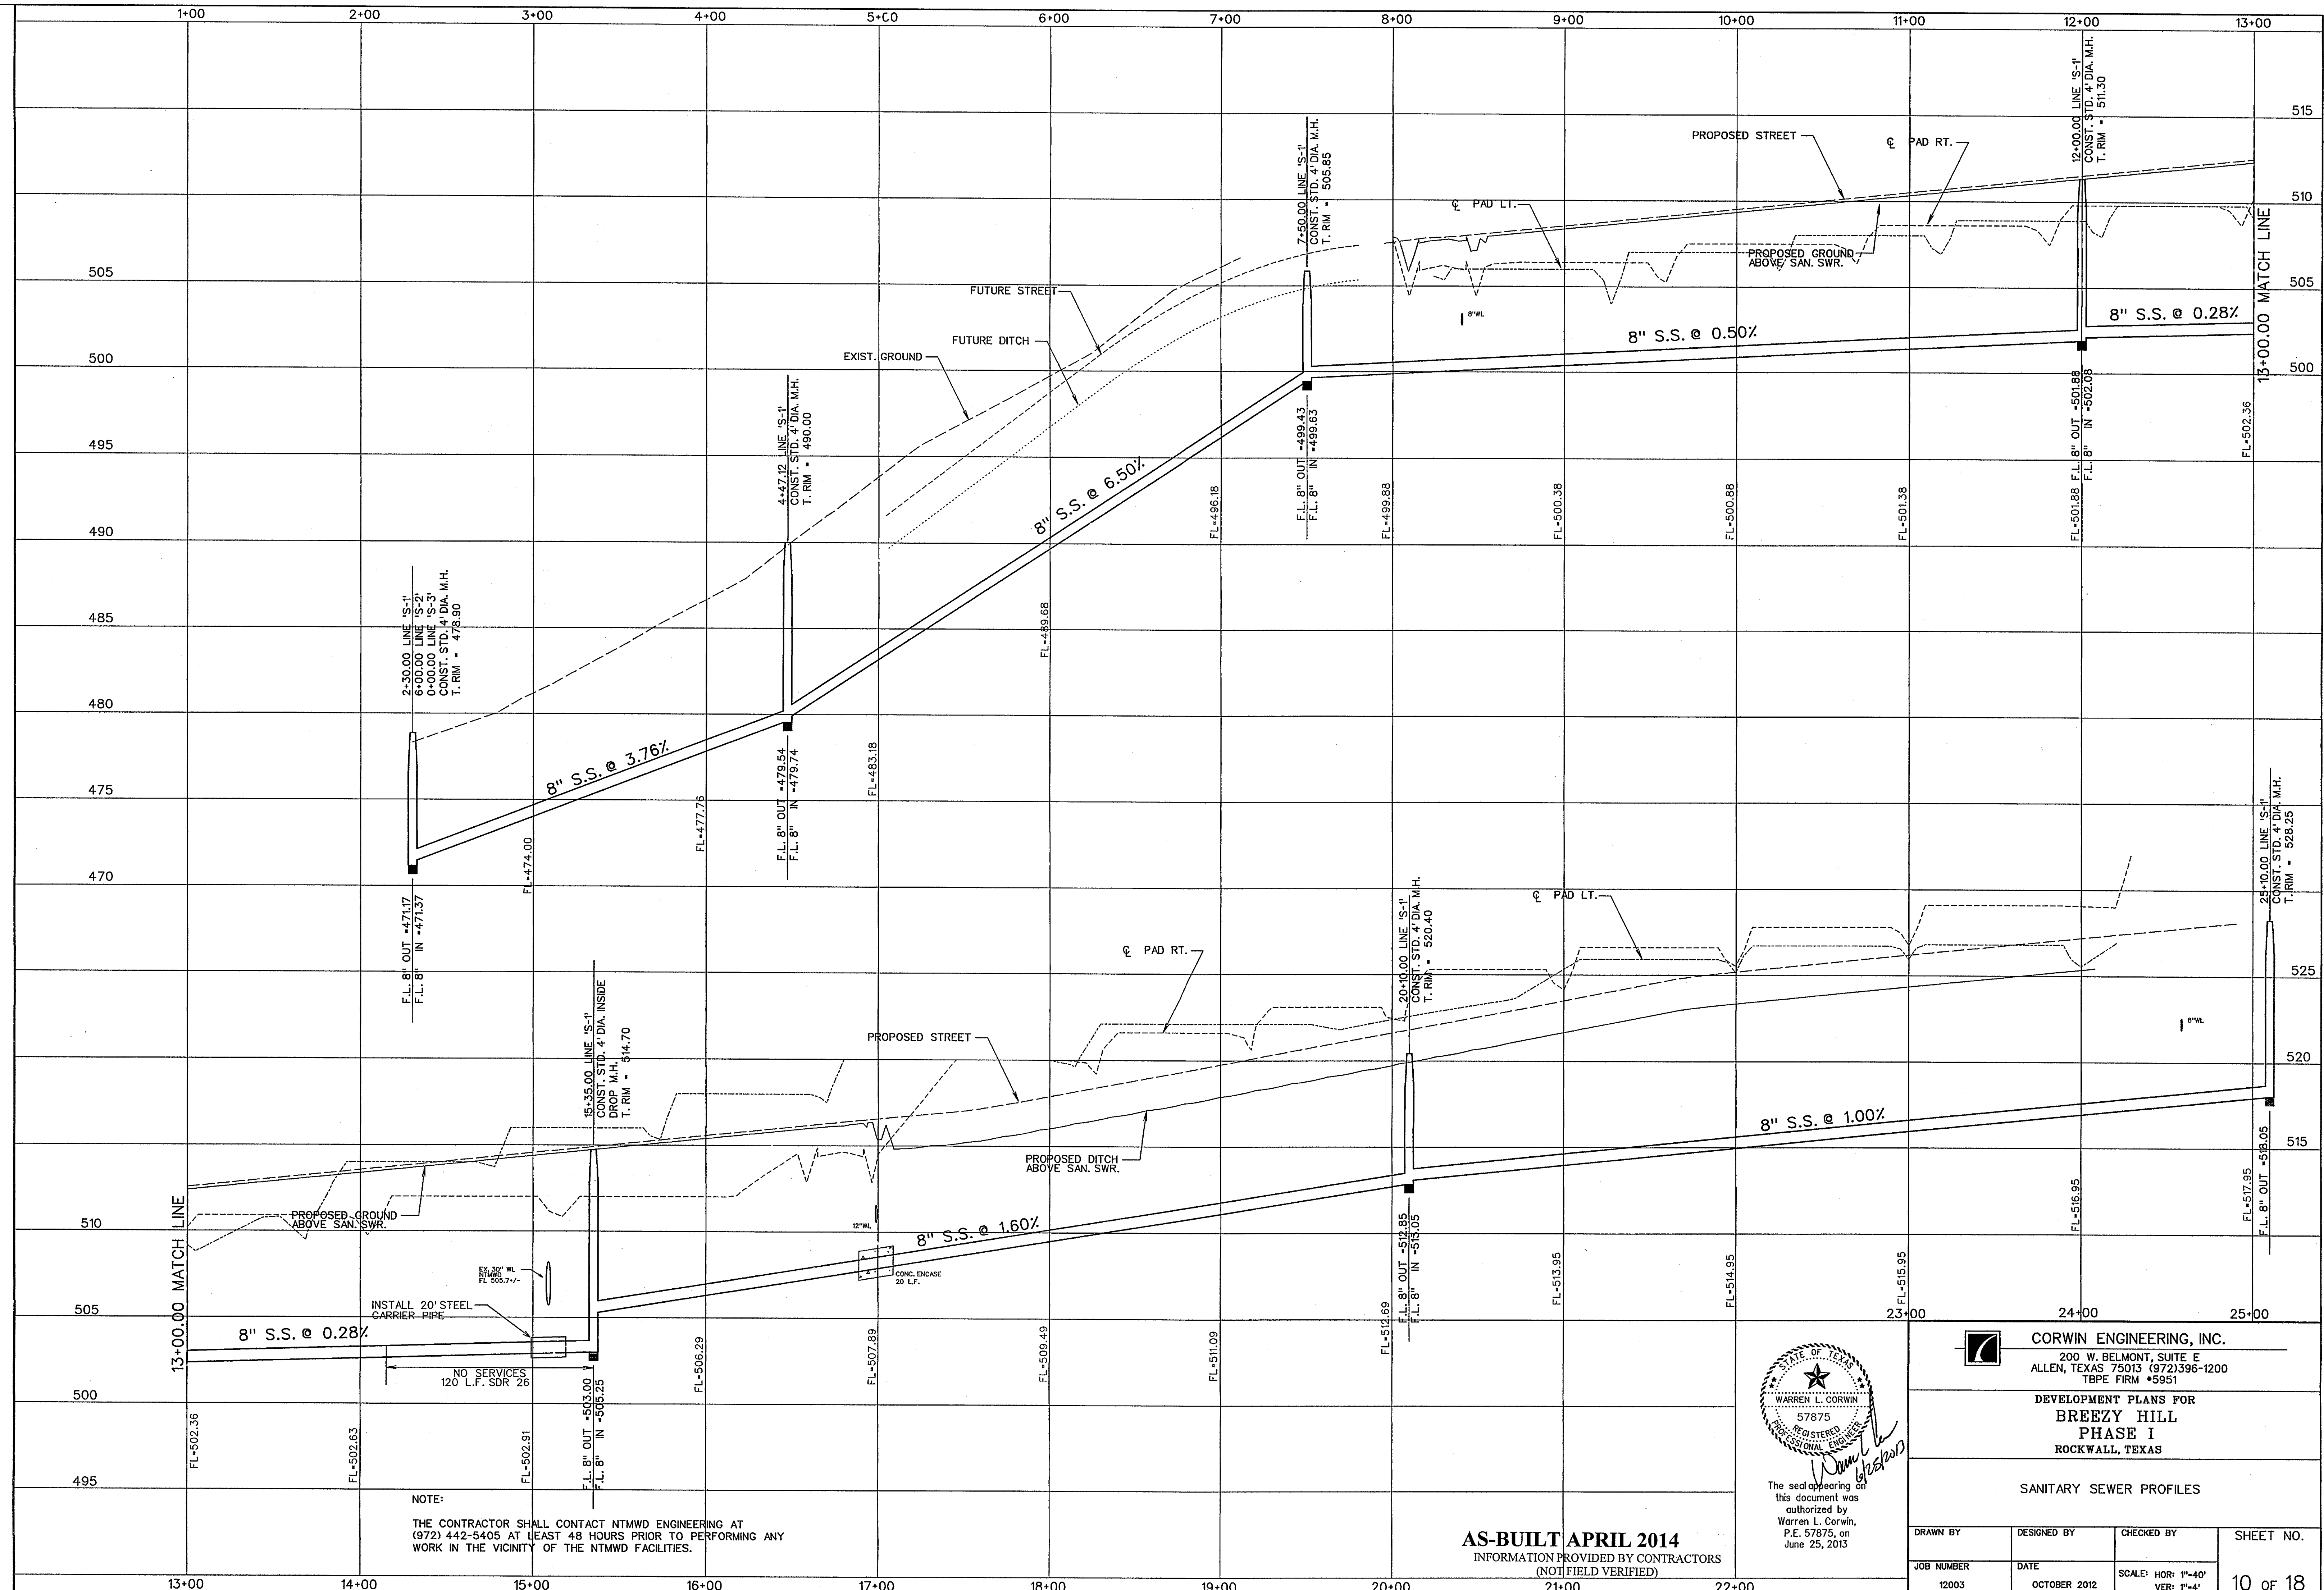 1+00 2+00 3+00 4+00 5+00 6+00 7+00 8+00 9+00 10+00 11+00 12+00 13+00
515
510
505
500
505
500
495
490
485
480
475
470
2+30.00 LINE 'S-1'
6+00.00 LINE 'S-2'
0+00.00 LINE 'S-3'
CONST. STD. 4' DIA. M.H.
T. RIM = 478.90
F.L. 8" OUT =471.17
F.L. 8" IN =471.37
8" S.S. @ 3.76%
FL=474.00
FL=477.76
4+47.12 LINE 'S-1'
CONST. STD. 4' DIA. M.H.
T. RIM = 490.00
F.L. 8" OUT =479.54
F.L. 8" IN =479.74
EXIST. GROUND
FUTURE DITCH
FUTURE STREET
8" S.S. @ 6.50%
FL=483.18
FL=489.68
FL=496.18
7+50.00 LINE 'S-1'
CONST. STD. 4' DIA. M.H.
T. RIM = 505.85
F.L. 8" OUT =499.43
F.L. 8" IN =499.63
FL=499.88
8"WL
℄ PAD LT.
8" S.S. @ 0.50%
FL=500.38
FL=500.88
FL=501.38
PROPOSED STREET
℄ PAD RT.
PROPOSED GROUND
ABOVE SAN. SWR.
12+00.00 LINE 'S-1'
CONST. STD. 4' DIA. M.H.
T. RIM = 511.30
FL=501.88
F.L. 8" OUT =501.88
F.L. 8" IN =502.08
8" S.S. @ 0.28%
FL=502.36
13+00.00 MATCH LINE
525
520
515
510
505
500
495
13+00.00 MATCH LINE
PROPOSED GROUND
ABOVE SAN. SWR.
8" S.S. @ 0.28%
INSTALL 20' STEEL
CARRIER PIPE
EX. 30" WL
NTMWD
FL 505.7+/-
NO SERVICES
120 L.F. SDR 26
FL=502.36
FL=502.63
FL=502.91
15+35.00 LINE 'S-1'
CONST. STD. 4' DIA. INSIDE
DROP M.H.
T. RIM = 514.70
F.L. 8" OUT =503.00
F.L. 8" IN =505.25
FL=506.29
12"WL
CONC. ENCASE
20 L.F.
8" S.S. @ 1.60%
FL=507.89
FL=509.49
FL=511.09
FL=512.69
PROPOSED STREET
℄ PAD RT.
PROPOSED DITCH
ABOVE SAN. SWR.
20+10.00 LINE 'S-1'
CONST. STD. 4' DIA. M.H.
T. RIM = 520.40
F.L. 8" OUT =512.85
F.L. 8" IN =513.05
℄ PAD LT.
8" S.S. @ 1.00%
FL=513.95
FL=514.95
FL=515.95
FL=516.95
FL=517.95
8"WL
25+10.00 LINE 'S-1'
CONST. STD. 4' DIA. M.H.
T. RIM = 528.25
F.L. 8" OUT =518.05
23+00 24+00 25+00
NOTE:
THE CONTRACTOR SHALL CONTACT NTMWD ENGINEERING AT
(972) 442-5405 AT LEAST 48 HOURS PRIOR TO PERFORMING ANY
WORK IN THE VICINITY OF THE NTMWD FACILITIES.
AS-BUILT APRIL 2014
INFORMATION PROVIDED BY CONTRACTORS
(NOT FIELD VERIFIED)
STATE OF TEXAS
WARREN L. CORWIN
57875
REGISTERED
PROFESSIONAL ENGINEER
6/25/2013
The seal appearing on
this document was
authorized by
Warren L. Corwin,
P.E. 57875, on
June 25, 2013
CORWIN ENGINEERING, INC.
200 W. BELMONT, SUITE E
ALLEN, TEXAS 75013 (972)396-1200
TBPE FIRM #5951
DEVELOPMENT PLANS FOR
BREEZY HILL
PHASE I
ROCKWALL, TEXAS
SANITARY SEWER PROFILES
DRAWN BY
DESIGNED BY
CHECKED BY
SHEET NO.
JOB NUMBER
12003
DATE
OCTOBER 2012
SCALE: HOR: 1"=40'
VER: 1"=4'
10 OF 18
13+00 14+00 15+00 16+00 17+00 18+00 19+00 20+00 21+00 22+00